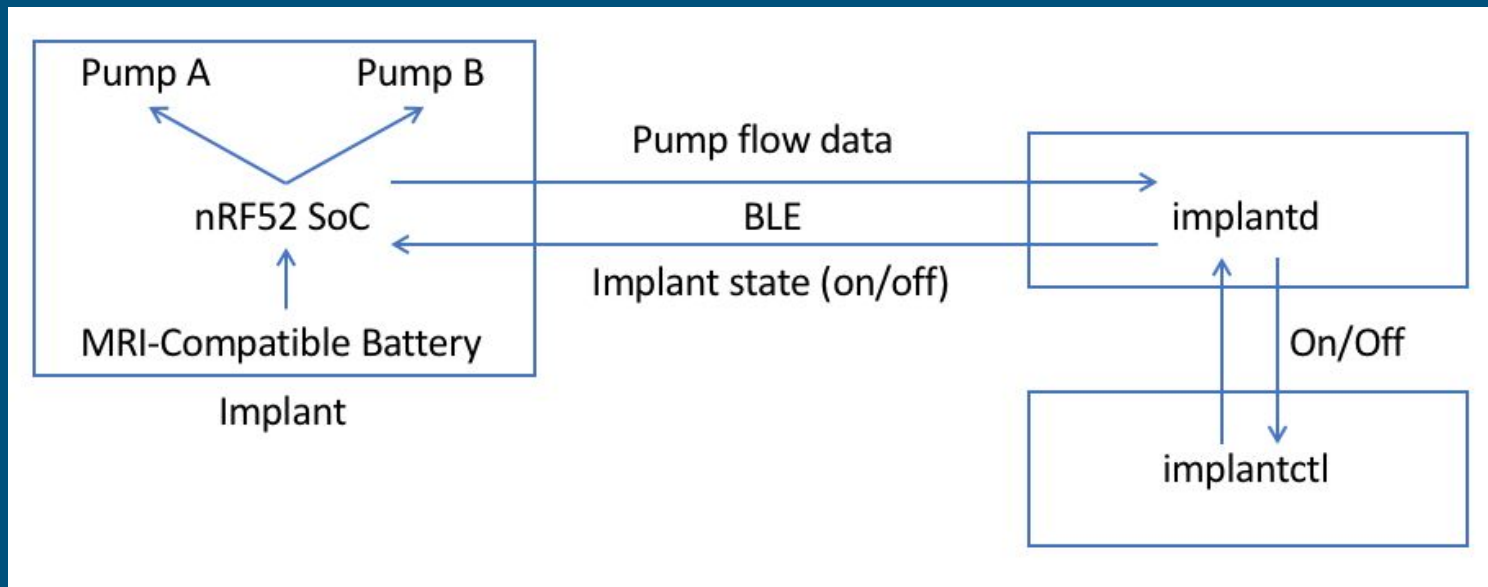 Pump A
Pump B
Pump flow data
nRF52 SoC
BLE
implantd
Implant state (on/off)
MRI-Compatible Battery
On/Off
Implant
implantctl